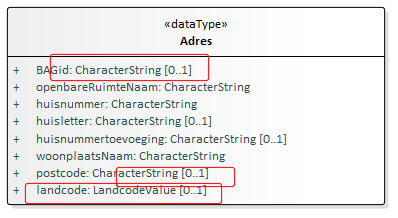 «dataType»
Adres
+ BAGid: CharacterString [0..1]
+ openbareRuimteNaam: CharacterString
+ huisnummer: CharacterString
+ huisletter: CharacterString [0..1]
+ huisnummertoevoeging: CharacterString [0..1]
+ woonplaatsNaam: CharacterString
+ postcode: CharacterString [0..1]
+ landcode: LandcodeValue [0..1]